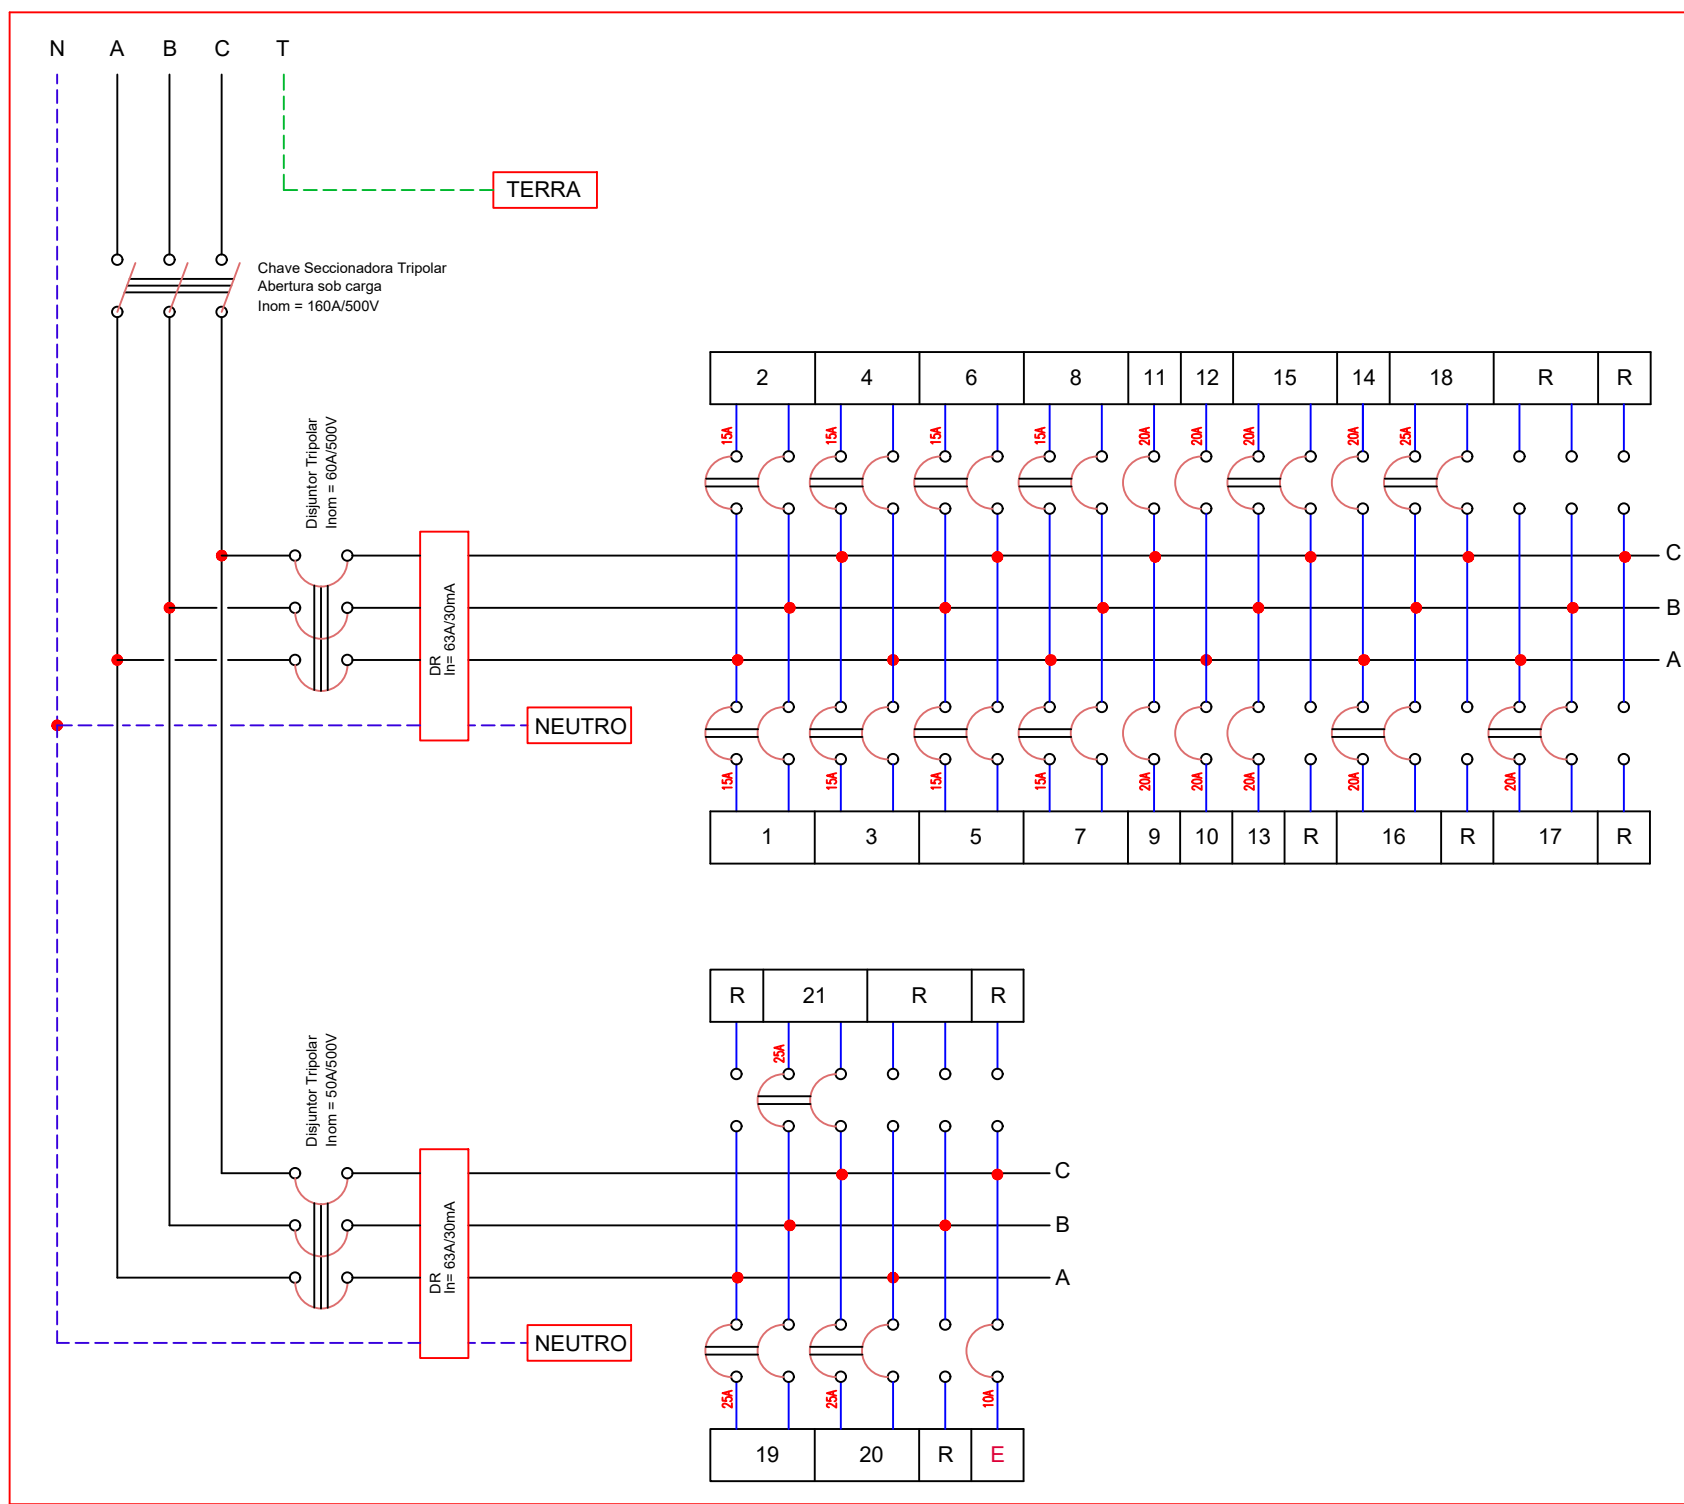 N A B C T
TERRA
Chave Seccionadora Tripolar
Abertura sob carga
Inom = 160A/500V
2 4 6 8 11 12 15 14 18 R R
15A 15A 15A 15A 20A 20A 20A 20A 25A
Disjuntor Tripolar
Inom = 60A/500V
DR
In= 63A/30mA
C
B
A
NEUTRO
15A 15A 15A 15A 20A 20A 20A 20A 20A
1 3 5 7 9 10 13 R 16 R 17 R
R 21 R R
25A
Disjuntor Tripolar
Inom = 50A/500V
DR
In= 63A/30mA
C
B
A
NEUTRO
25A 25A 10A
19 20 R E